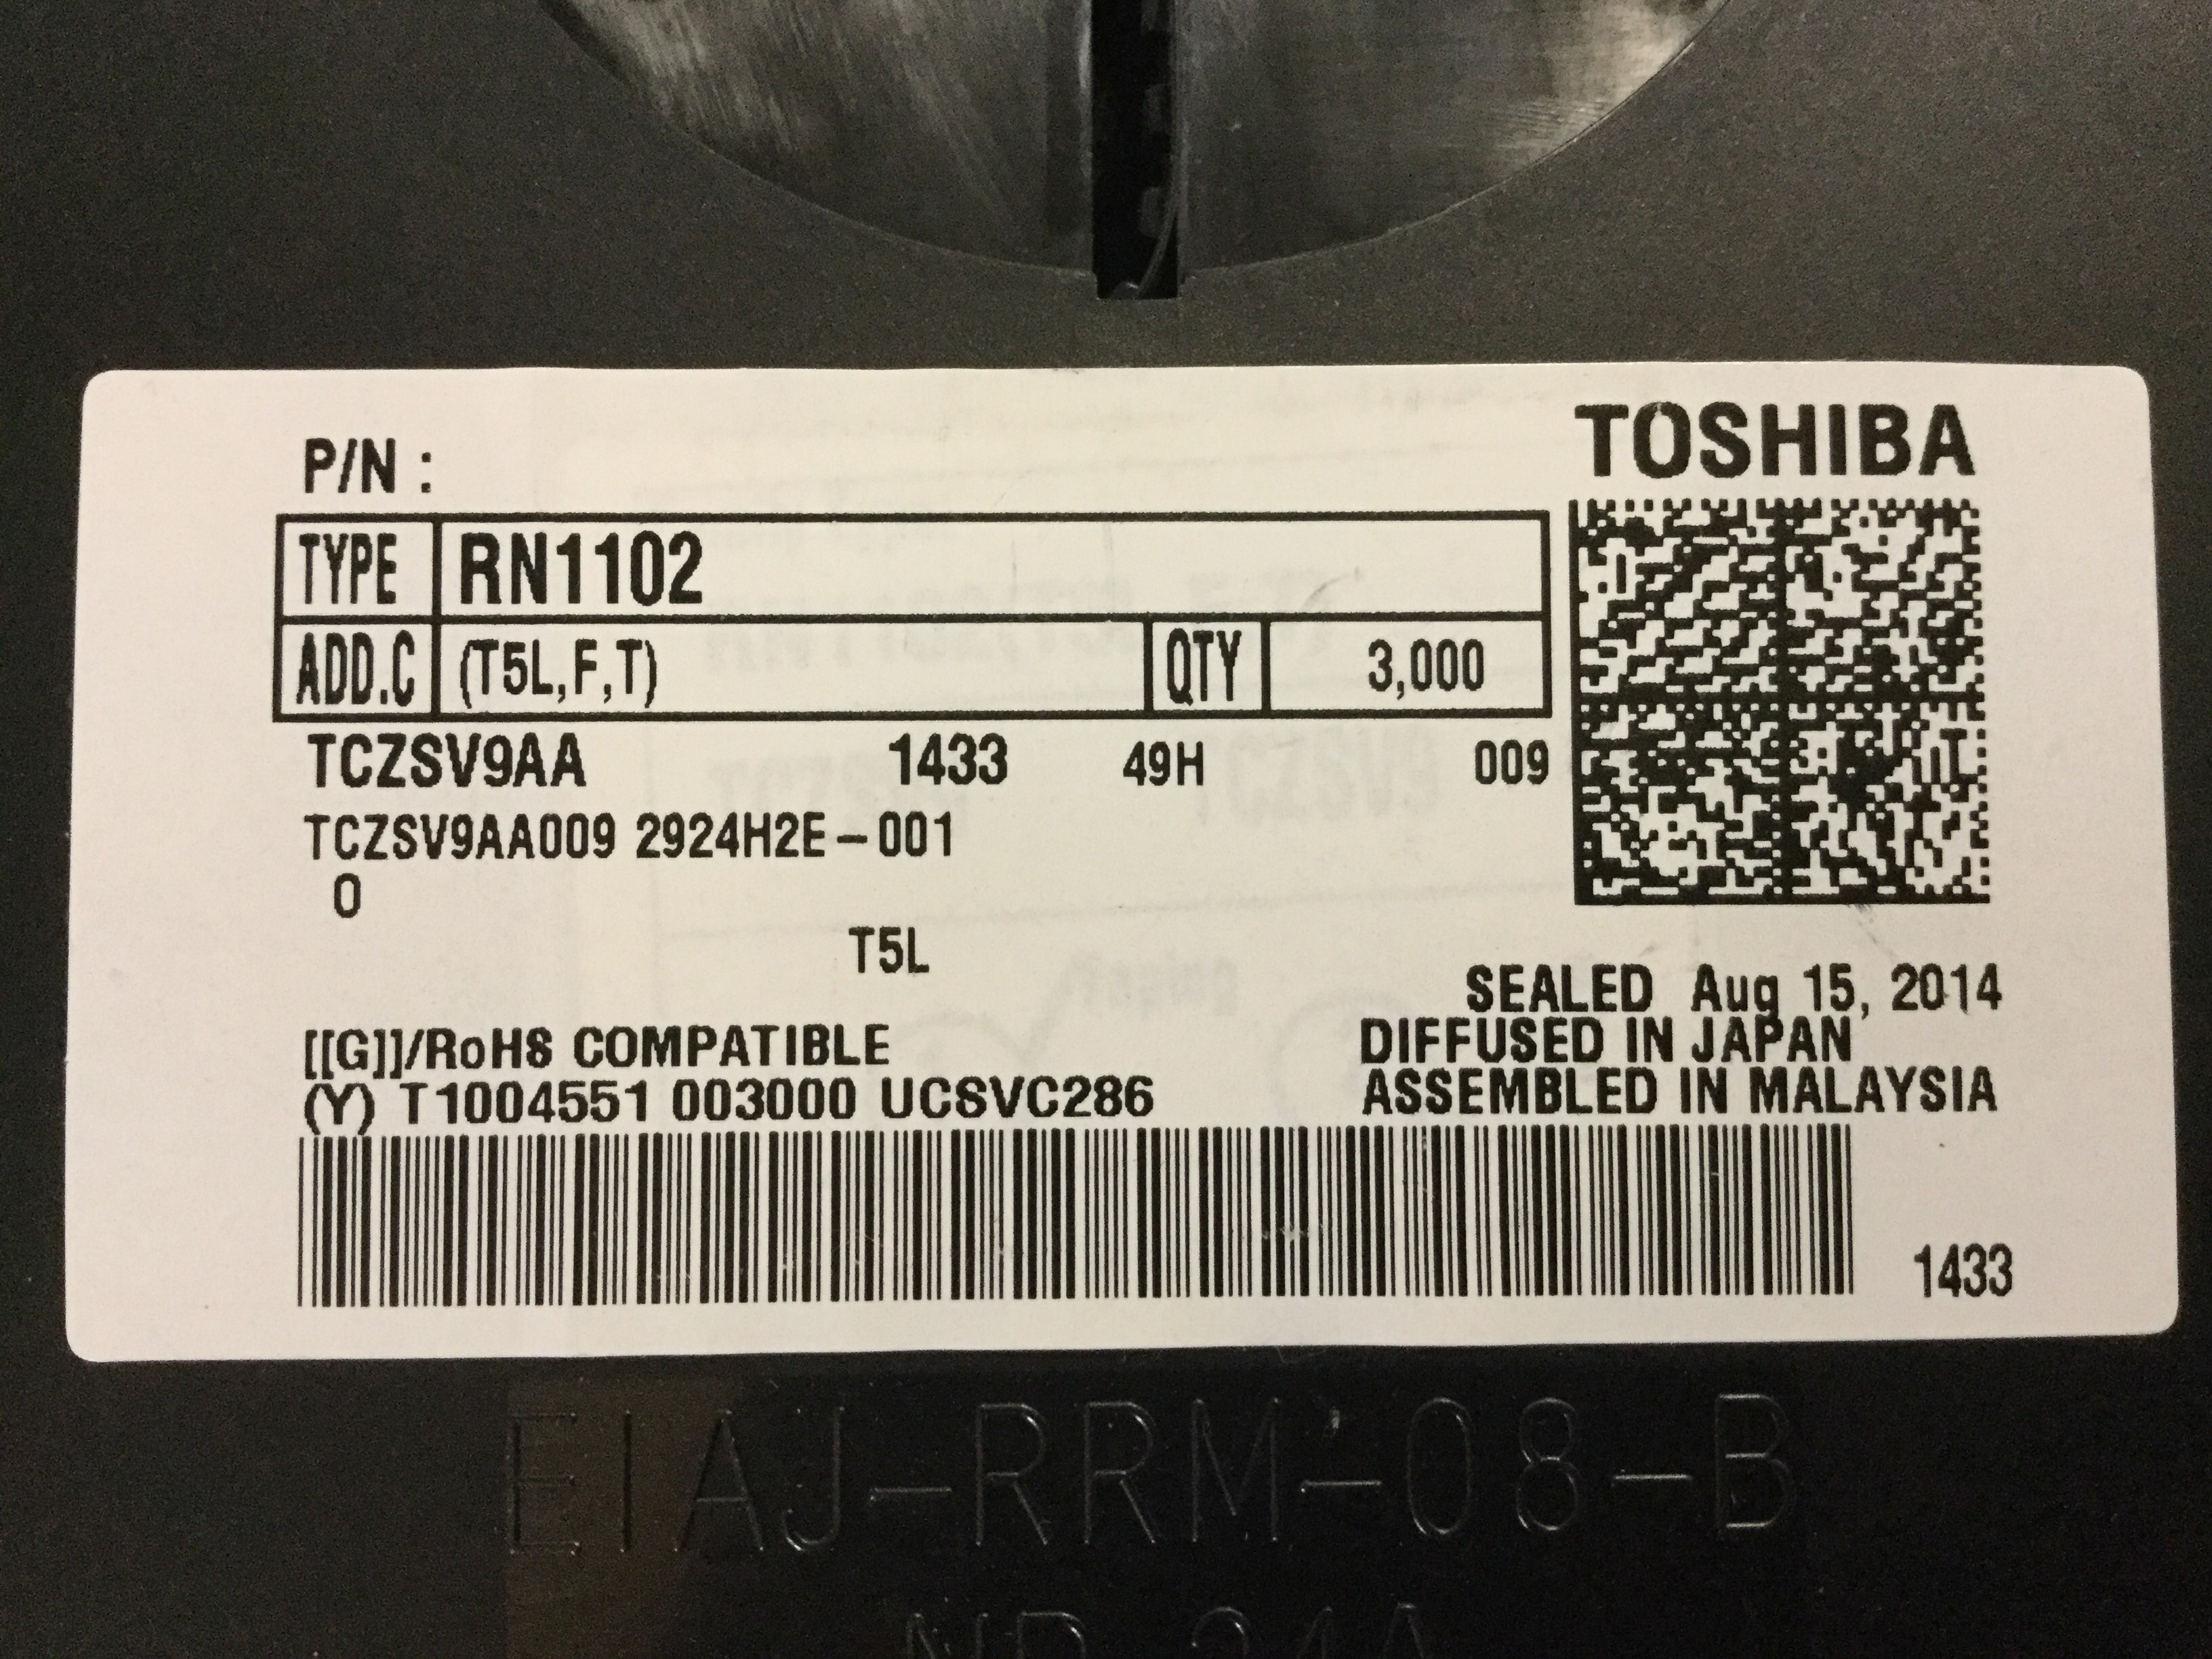 TOSHIBA
P/N :
TYPE RN1102
ADD.C (T5L,F,T) QTY 3,000
TCZSV9AA 1433 49H 009
TCZSV9AA009 2924H2E-001
0
T5L
SEALED Aug 15, 2014
[[G]]/RoHS COMPATIBLE DIFFUSED IN JAPAN
(Y) T1004551 003000 UCSVC286 ASSEMBLED IN MALAYSIA
1433
EIAJ-RRM-08-B